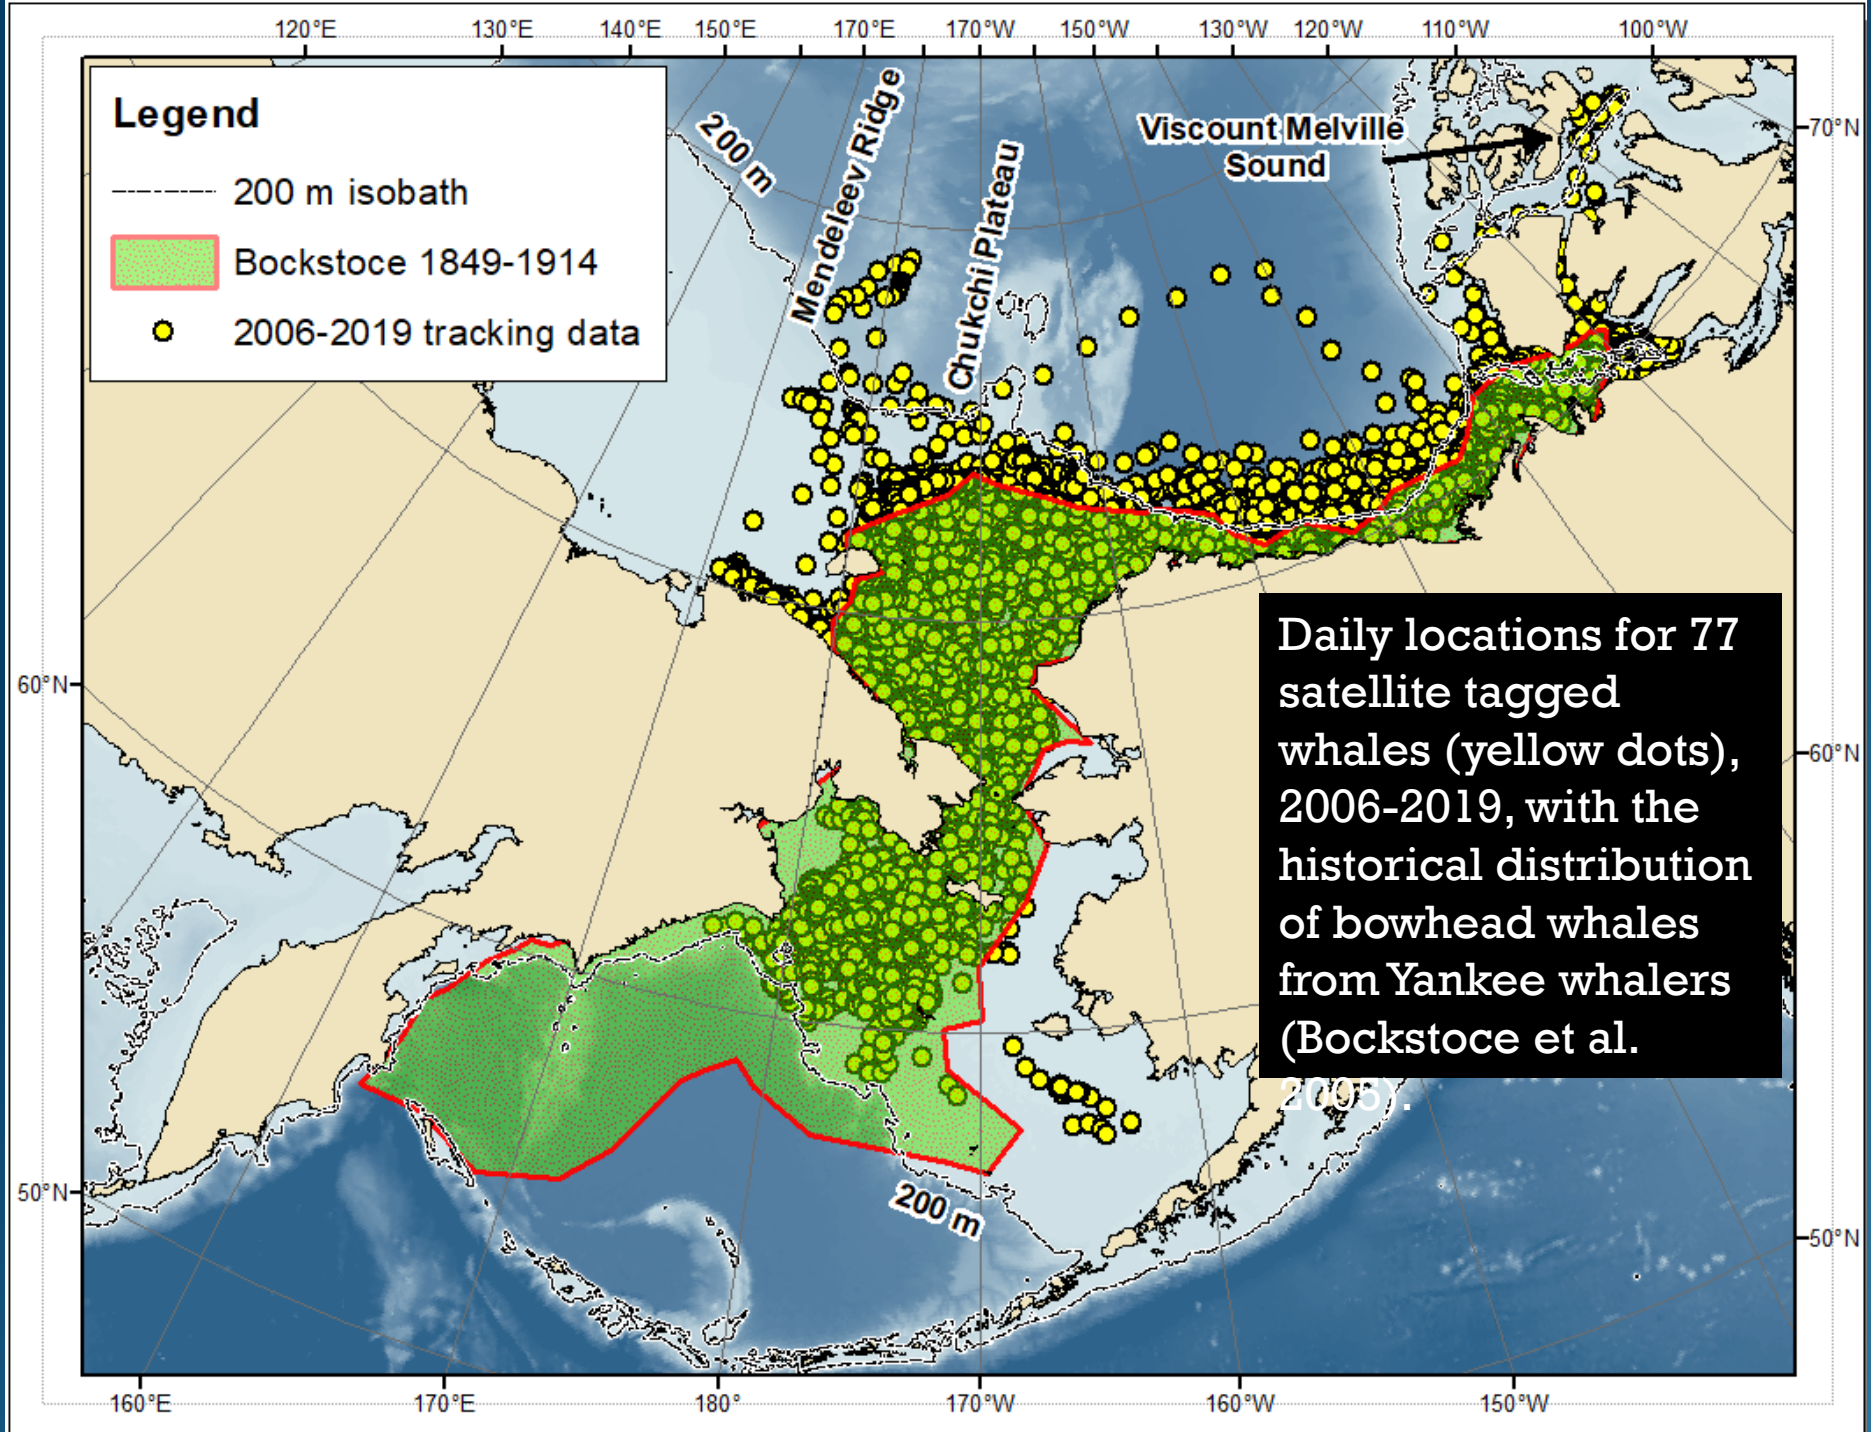 120°E 130°E 140°E 150°E 170°E 170°W 150°W 130°W 120°W 110°W 100°W
Legend
200 m isobath
Bockstoce 1849-1914
2006-2019 tracking data
200 m
Mendeleev Ridge
Chukchi Plateau
Viscount Melville
Sound
70°N
60°N
60°N
50°N
50°N
200 m
Daily locations for 77
satellite tagged
whales (yellow dots),
2006-2019, with the
historical distribution
of bowhead whales
from Yankee whalers
(Bockstoce et al.
2005).
160°E 170°E 180° 170°W 160°W 150°W